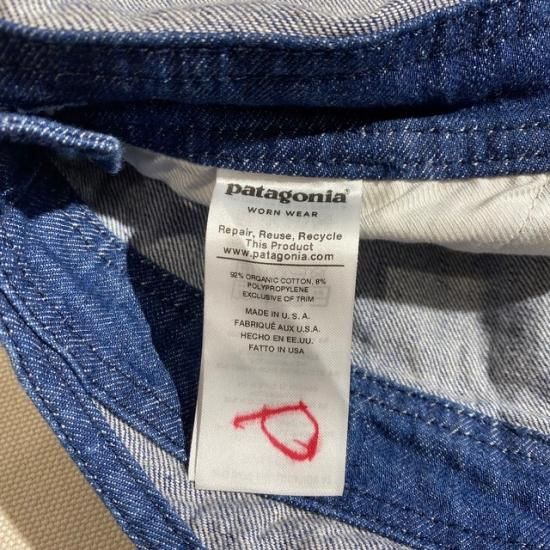 patagonia®
WORN WEAR
Repair, Reuse, Recycle
This Product
www.patagonia.com
92% ORGANIC COTTON, 8%
POLYPROPYLENE
EXCLUSIVE OF TRIM
MADE IN U.S.A.
FABRIQUÉ AUX U.S.A.
HECHO EN EE.UU.
FATTO IN USA